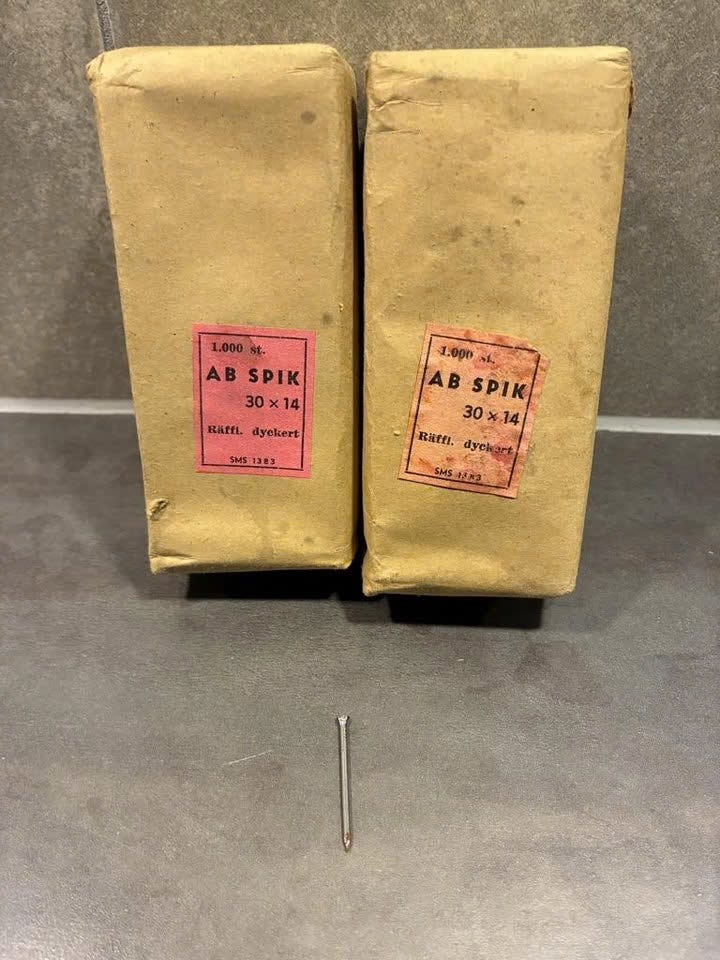 1.000 st.
AB SPIK
30 × 14
Räffl. dyckert
SMS 1383
1.000 st.
AB SPIK
30 × 14
Räffl. dyckert
SMS 1383